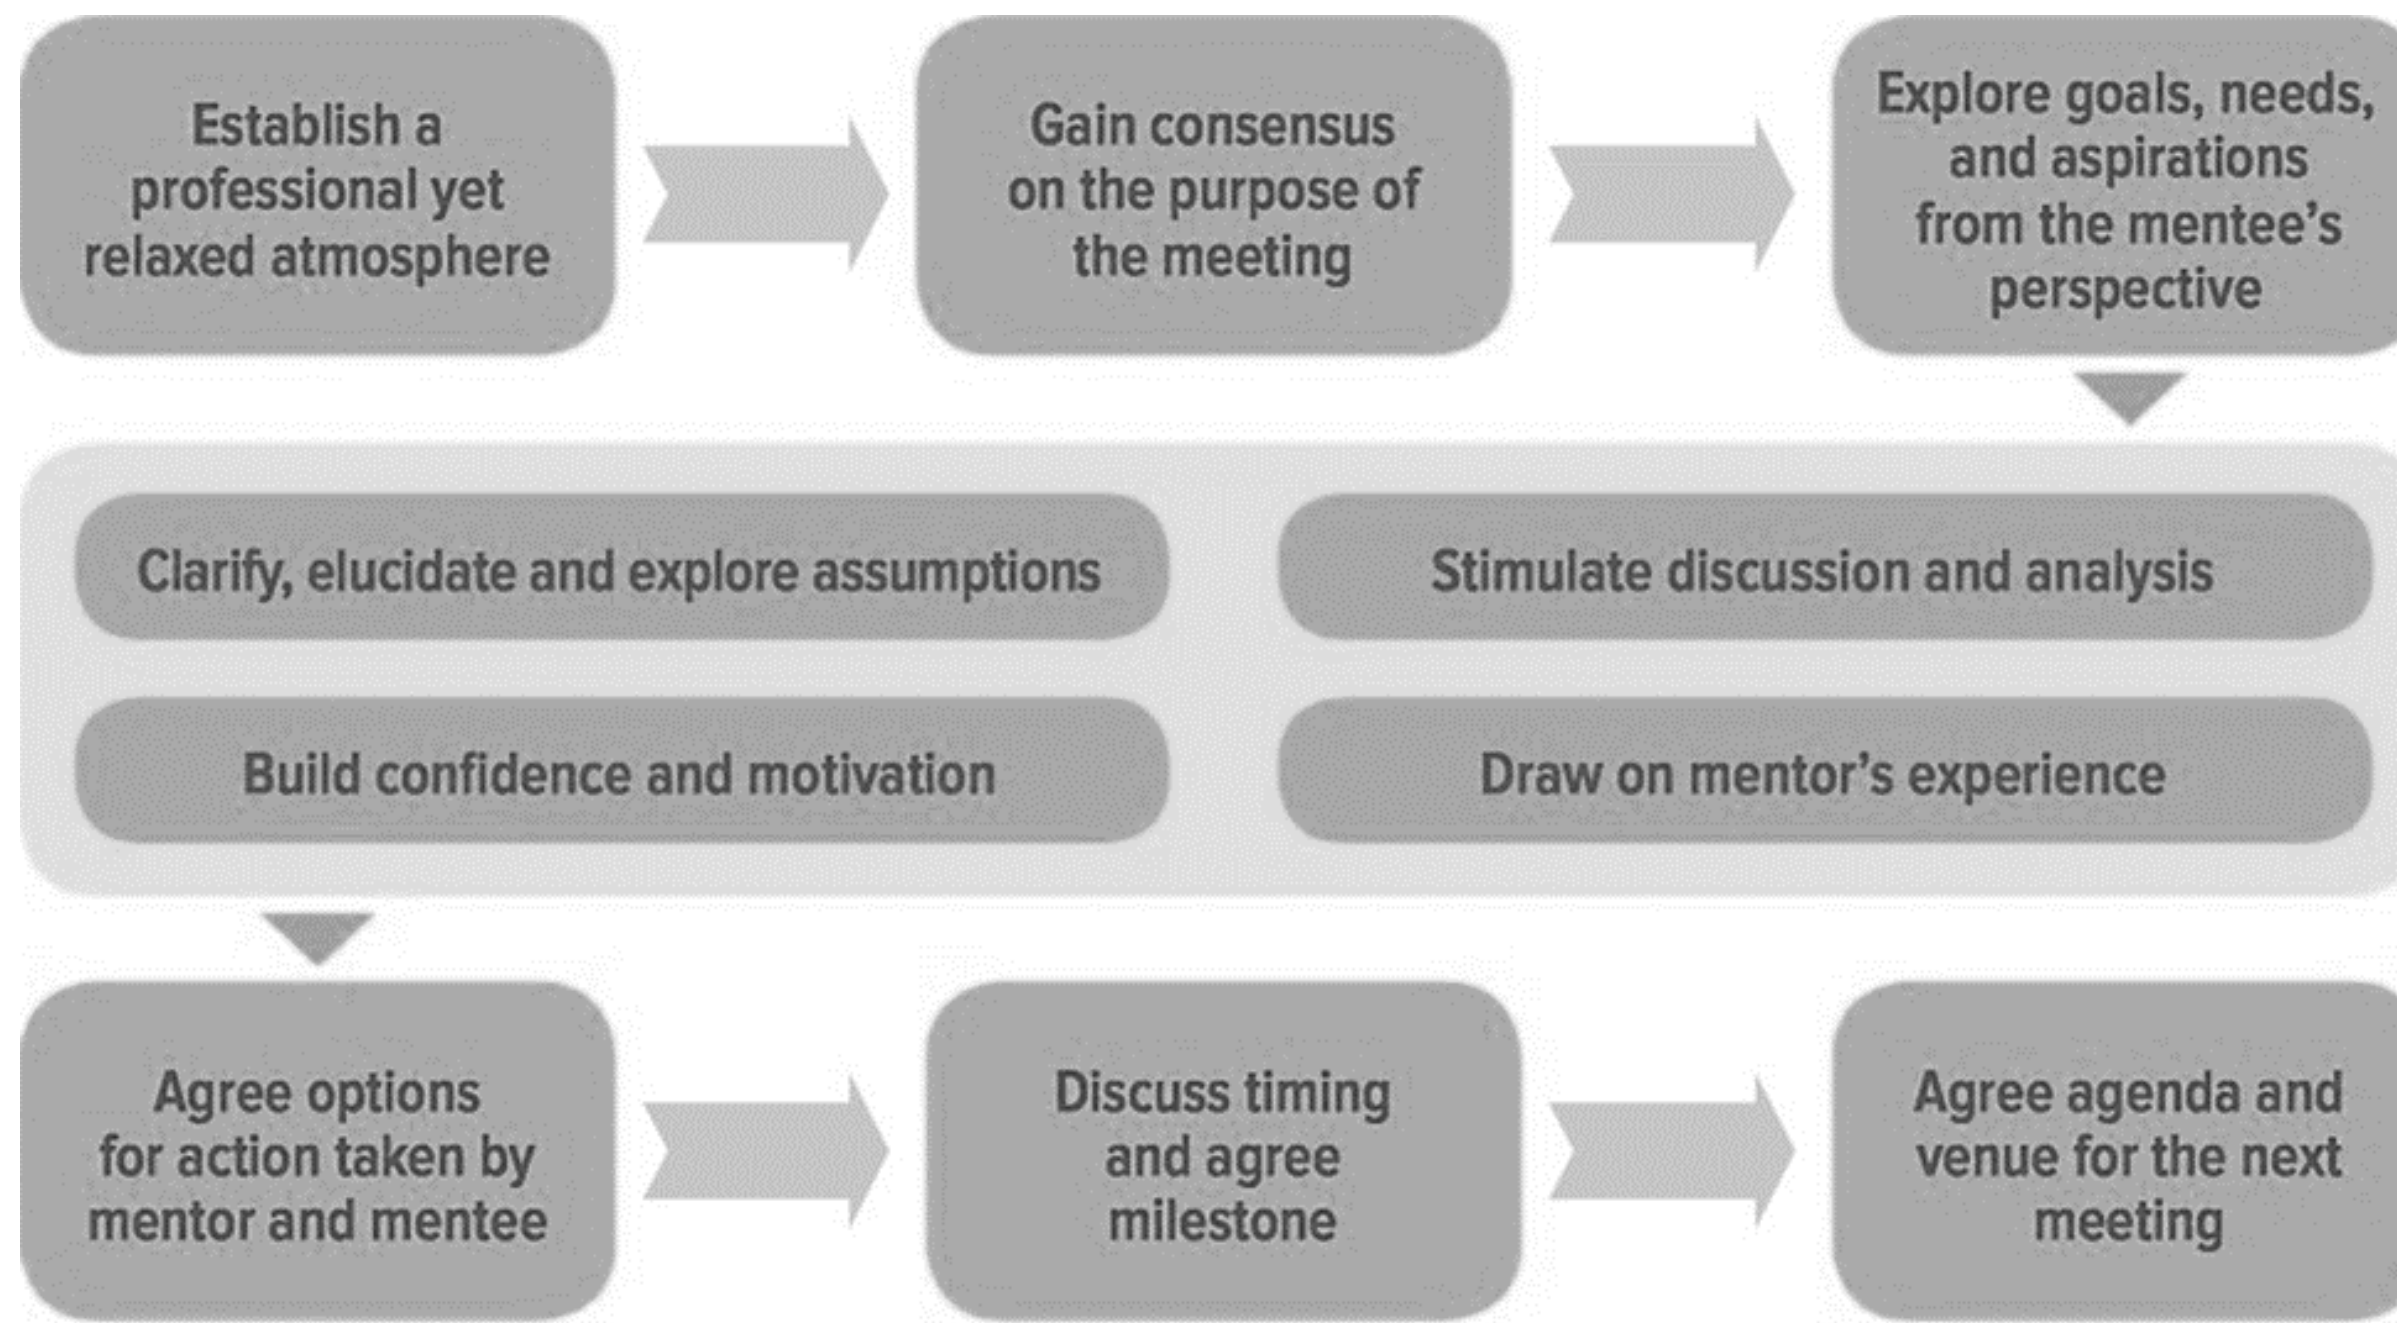 Establish a
professional yet
relaxed atmosphere
Gain consensus
on the purpose of
the meeting
Explore goals, needs,
and aspirations
from the mentee’s
perspective
Clarify, elucidate and explore assumptions
Stimulate discussion and analysis
Build confidence and motivation
Draw on mentor’s experience
Agree options
for action taken by
mentor and mentee
Discuss timing
and agree
milestone
Agree agenda and
venue for the next
meeting